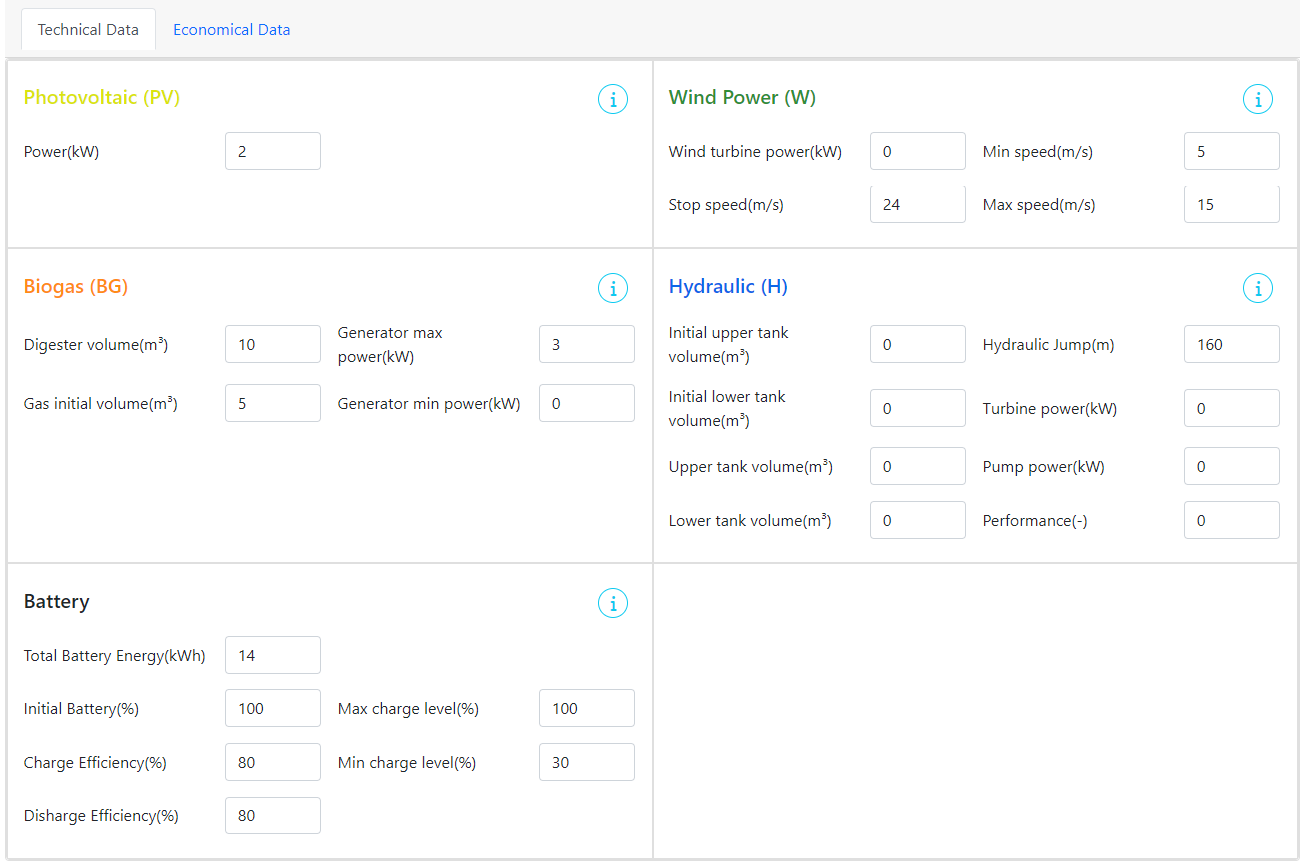 Technical Data Economical Data
Photovoltaic (PV) i
Power(kW) 2
Wind Power (W) i
Wind turbine power(kW) 0 Min speed(m/s) 5
Stop speed(m/s) 24 Max speed(m/s) 15
Biogas (BG) i
Digester volume(m³) 10 Generator max
power(kW) 3
Gas initial volume(m³) 5 Generator min power(kW) 0
Hydraulic (H) i
Initial upper tank
volume(m³) 0 Hydraulic Jump(m) 160
Initial lower tank
volume(m³) 0 Turbine power(kW) 0
Upper tank volume(m³) 0 Pump power(kW) 0
Lower tank volume(m³) 0 Performance(-) 0
Battery i
Total Battery Energy(kWh) 14
Initial Battery(%) 100 Max charge level(%) 100
Charge Efficiency(%) 80 Min charge level(%) 30
Disharge Efficiency(%) 80